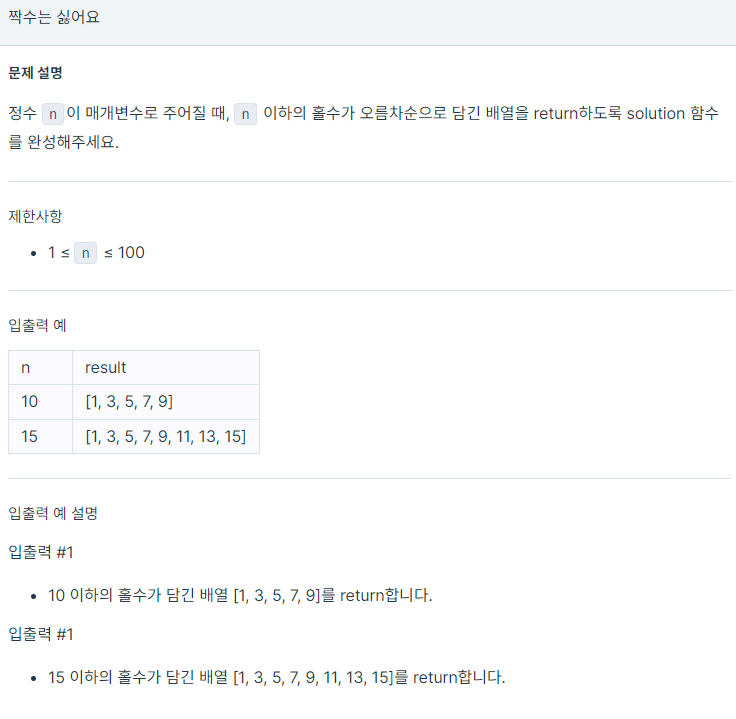 짝수는 싫어요
문제 설명
정수 n이 매개변수로 주어질 때, n 이하의 홀수가 오름차순으로 담긴 배열을 return하도록 solution 함수
를 완성해주세요.
제한사항
• 1 ≤ n ≤ 100
입출력 예
n result
10 [1, 3, 5, 7, 9]
15 [1, 3, 5, 7, 9, 11, 13, 15]
입출력 예 설명
입출력 #1
• 10 이하의 홀수가 담긴 배열 [1, 3, 5, 7, 9]를 return합니다.
입출력 #1
• 15 이하의 홀수가 담긴 배열 [1, 3, 5, 7, 9, 11, 13, 15]를 return합니다.